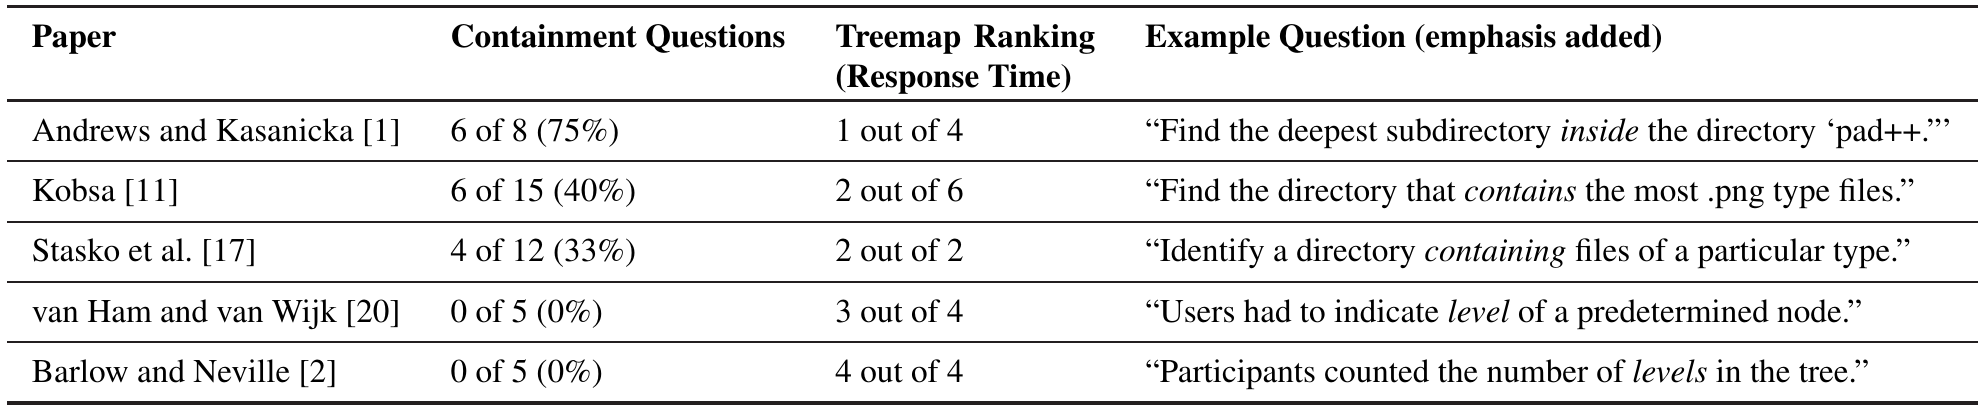 Paper Containment Questions Treemap Ranking (Response Time) Example Question (emphasis added)
Andrews and Kasanicka [1] 6 of 8 (75%) 1 out of 4 “Find the deepest subdirectory inside the directory ‘pad++.”’
Kobsa [11] 6 of 15 (40%) 2 out of 6 “Find the directory that contains the most .png type files.”
Stasko et al. [17] 4 of 12 (33%) 2 out of 2 “Identify a directory containing files of a particular type.”
van Ham and van Wijk [20] 0 of 5 (0%) 3 out of 4 “Users had to indicate level of a predetermined node.”
Barlow and Neville [2] 0 of 5 (0%) 4 out of 4 “Participants counted the number of levels in the tree.”